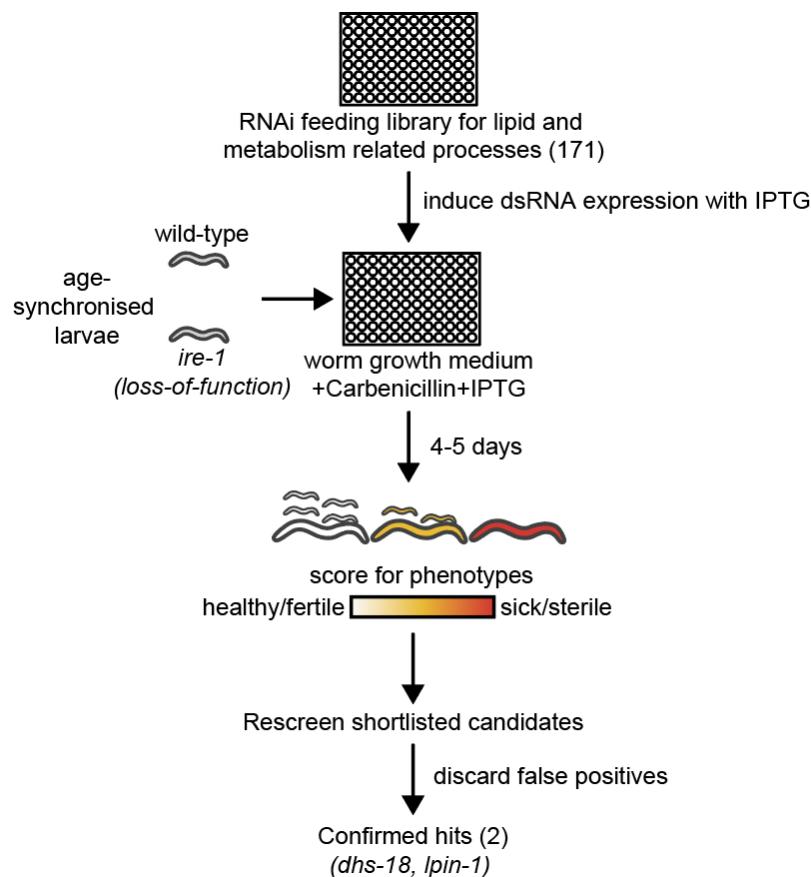 RNAi feeding library for lipid and
metabolism related processes (171)
induce dsRNA expression with IPTG
wild-type
age-
synchronised
larvae
ire-1
(loss-of-function)
worm growth medium
+Carbenicillin+IPTG
4-5 days
score for phenotypes
healthy/fertile
sick/sterile
Rescreen shortlisted candidates
discard false positives
Confirmed hits (2)
(dhs-18, lpin-1)